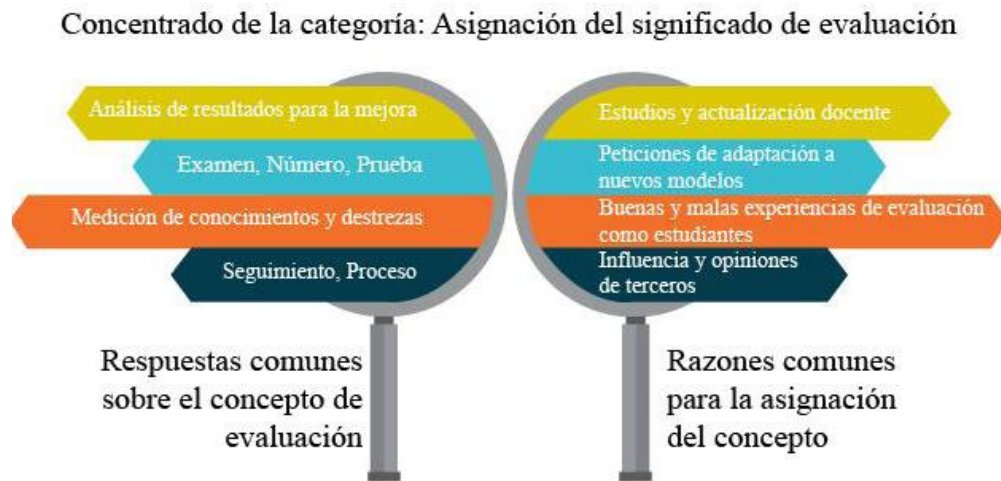 Concentrado de la categoría: Asignación del significado de evaluación
Análisis de resultados para la mejora
Examen, Número, Prueba
Medición de conocimientos y destrezas
Seguimiento, Proceso
Respuestas comunes
sobre el concepto de
evaluación
Estudios y actualización docente
Peticiones de adaptación a
nuevos modelos
Buenas y malas experiencias de evaluación
como estudiantes
Influencia y opiniones
de terceros
Razones comunes
para la asignación
del concepto